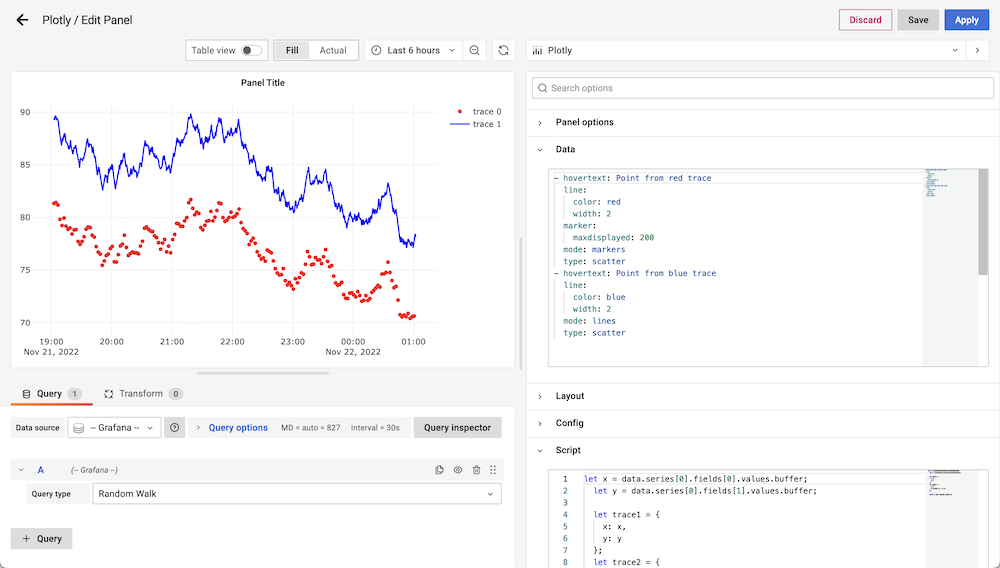 Plotly / Edit Panel
Discard
Save
Apply
Table view
Fill
Actual
Last 6 hours
Plotly
Panel Title
90
85
80
75
70
19:00
Nov 21, 2022
20:00
21:00
22:00
23:00
00:00
Nov 22, 2022
01:00
trace 0
trace 1
Query 1
Transform 0
Data source
-- Grafana --
Query options
MD = auto = 827
Interval = 30s
Query inspector
A
(-- Grafana --)
Query type
Random Walk
+ Query
Search options
Panel options
Data
- hovertext: Point from red trace
line:
color: red
width: 2
marker:
maxdisplayed: 200
mode: markers
type: scatter
- hovertext: Point from blue trace
line:
color: blue
width: 2
mode: lines
type: scatter
Layout
Config
Script
1 let x = data.series[0].fields[0].values.buffer;
2 let y = data.series[0].fields[1].values.buffer;
3
4 let trace1 = {
5 x: x,
6 y: y
7 };
8 let trace2 = {